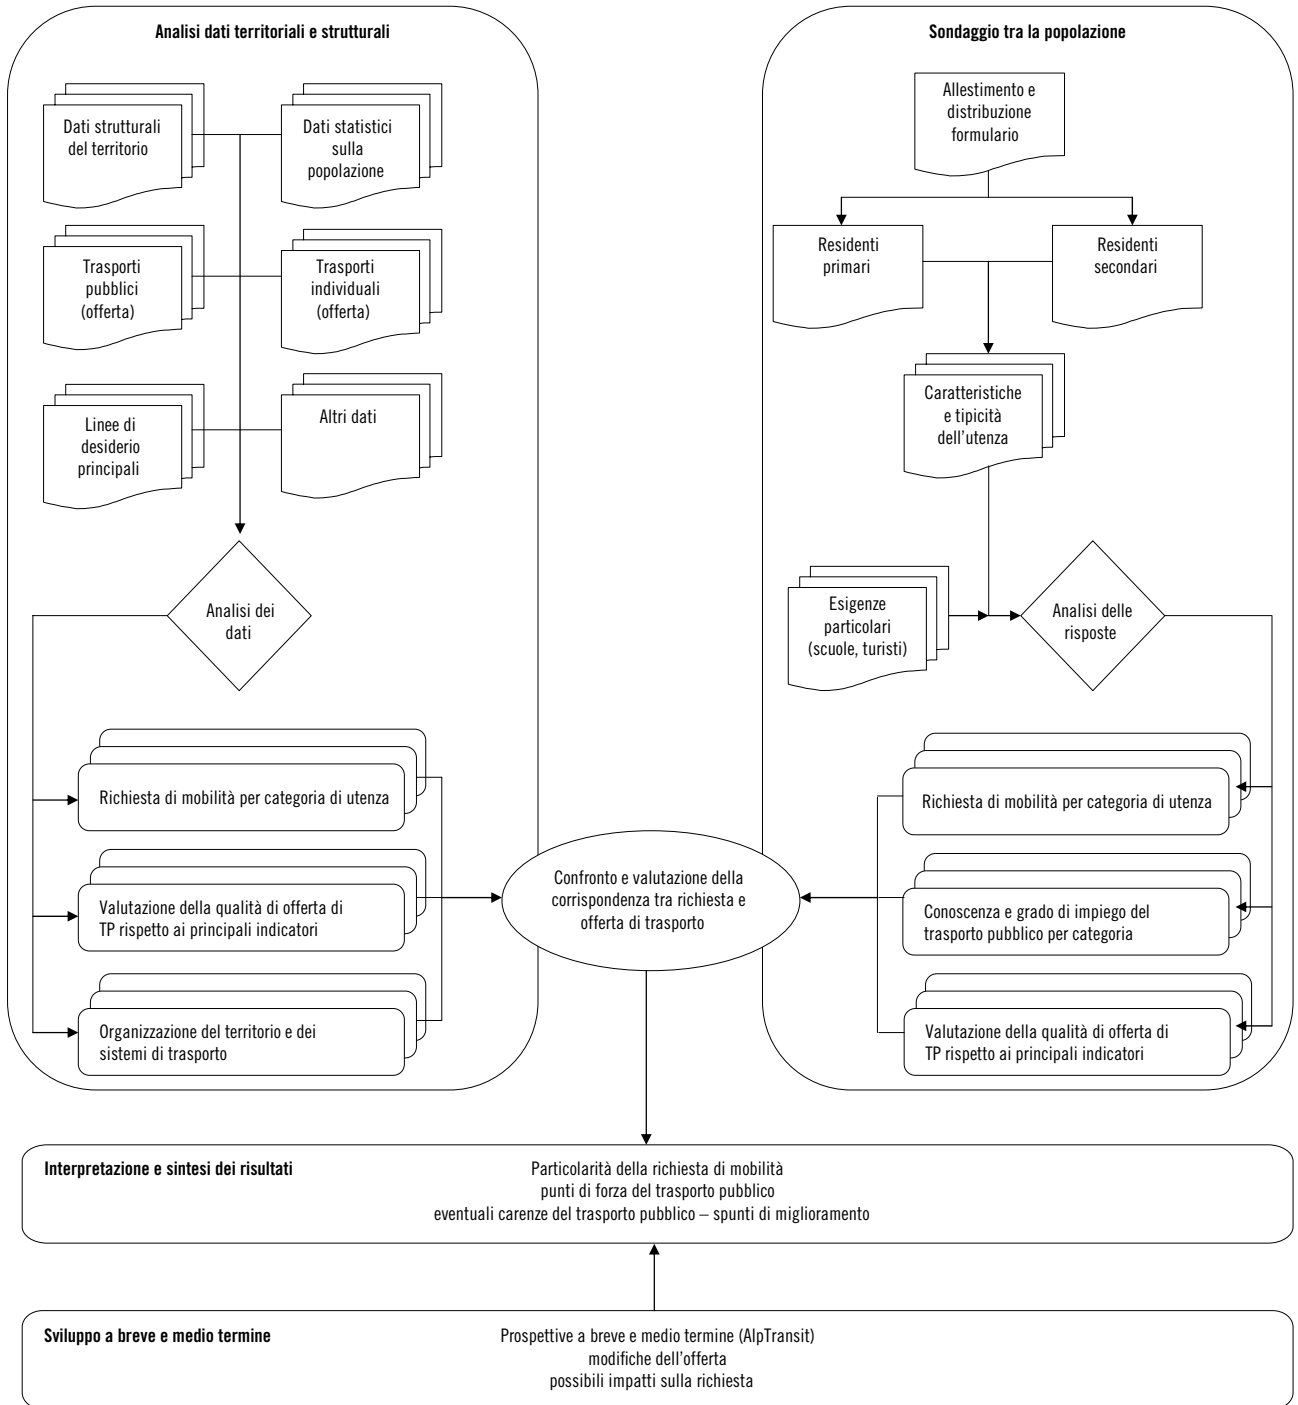 Analisi dati territoriali e strutturali
Dati strutturali
del territorio
Dati statistici
sulla
popolazione
Trasporti
pubblici
(offerta)
Trasporti
individuali
(offerta)
Linee di
desiderio
principali
Altri dati
Analisi dei
dati
Richiesta di mobilità per categoria di utenza
Valutazione della qualità di offerta di
TP rispetto ai principali indicatori
Organizzazione del territorio e dei
sistemi di trasporto
Sondaggio tra la popolazione
Allestimento e
distribuzione
formulario
Residenti
primari
Residenti
secondari
Caratteristiche
e tipicità
dell'utenza
Esigenze
particolari
(scuole, turisti)
Analisi delle
risposte
Richiesta di mobilità per categoria di utenza
Conoscenza e grado di impiego del
trasporto pubblico per categoria
Valutazione della qualità di offerta di
TP rispetto ai principali indicatori
Confronto e valutazione della
corrispondenza tra richiesta e
offerta di trasporto
Interpretazione e sintesi dei risultati
Particolarità della richiesta di mobilità
punti di forza del trasporto pubblico
eventuali carenze del trasporto pubblico – spunti di miglioramento
Sviluppo a breve e medio termine
Prospettive a breve e medio termine (AlpTransit)
modifiche dell'offerta
possibili impatti sulla richiesta